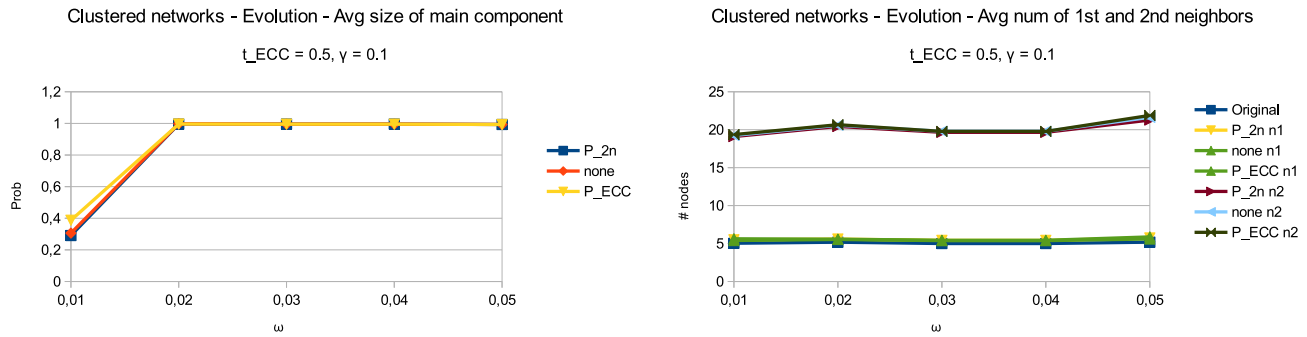 Clustered networks - Evolution - Avg size of main component
t_ECC = 0.5, γ = 0.1
1,2
1
0,8
0,6
0,4
0,2
0
Prob
0,01
0,02
0,03
0,04
0,05
ω
P_2n
none
P_ECC
Clustered networks - Evolution - Avg num of 1st and 2nd neighbors
t_ECC = 0.5, γ = 0.1
25
20
15
10
5
0
# nodes
0,01
0,02
0,03
0,04
0,05
ω
Original
P_2n n1
none n1
P_ECC n1
P_2n n2
none n2
P_ECC n2